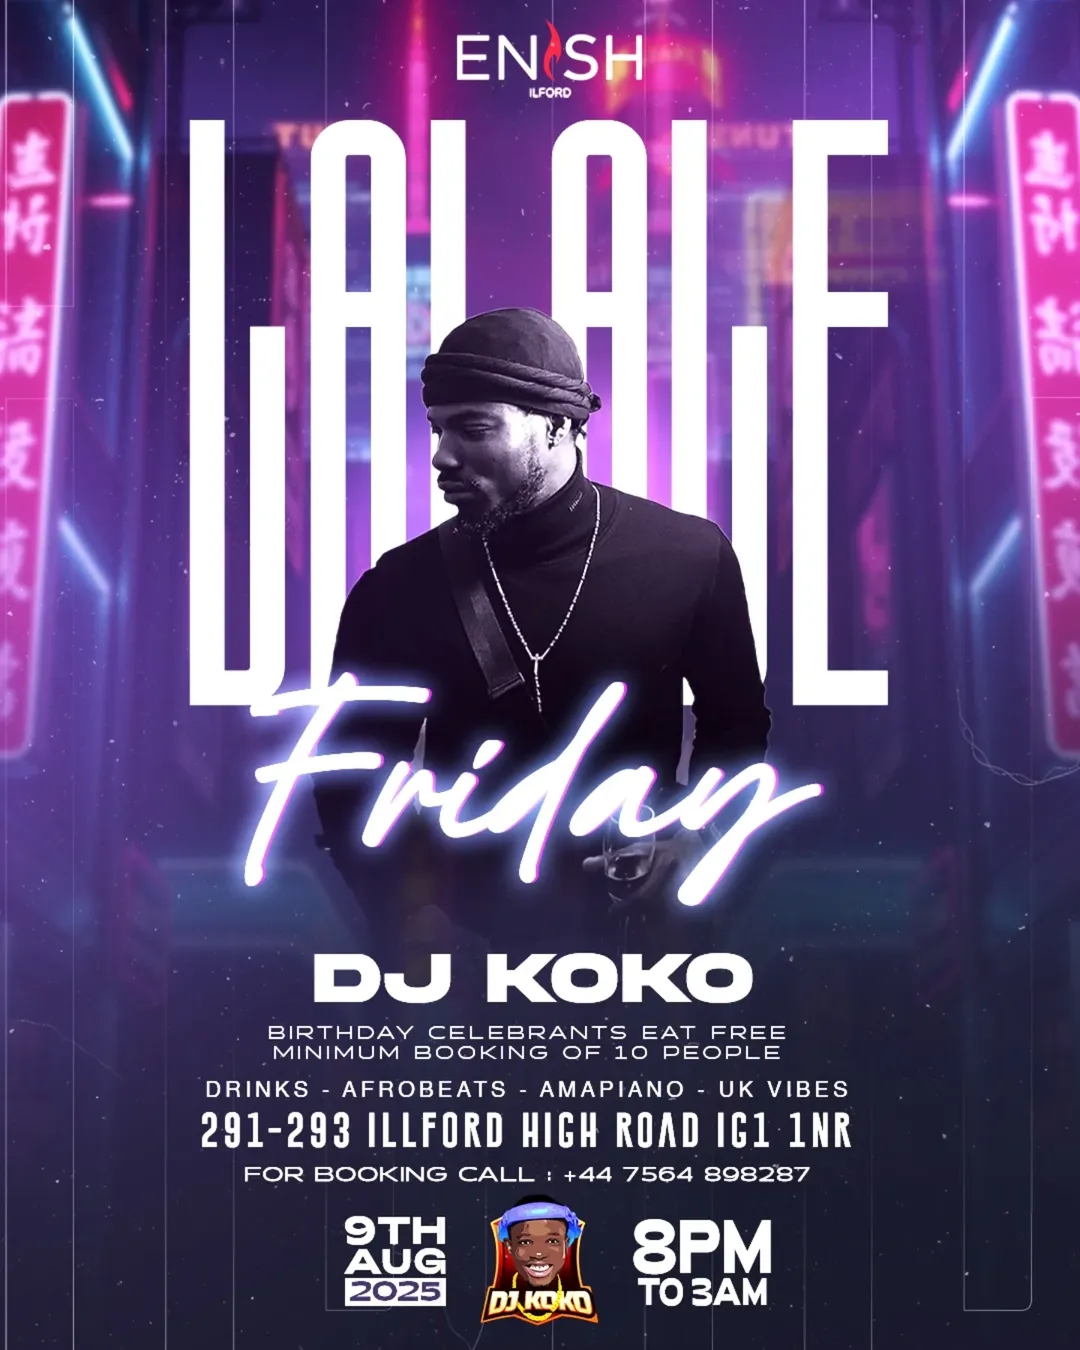 ENISH
ILFORD
LALALE
Friday
DJ KOKO
BIRTHDAY CELEBRANTS EAT FREE
MINIMUM BOOKING OF 10 PEOPLE
DRINKS - AFROBEATS - AMAPIANO - UK VIBES
291-293 ILLFORD HIGH ROAD IG1 1NR
FOR BOOKING CALL : +44 7564 898287
9TH
AUG
2025
DJ KOKO
8PM
TO 3AM